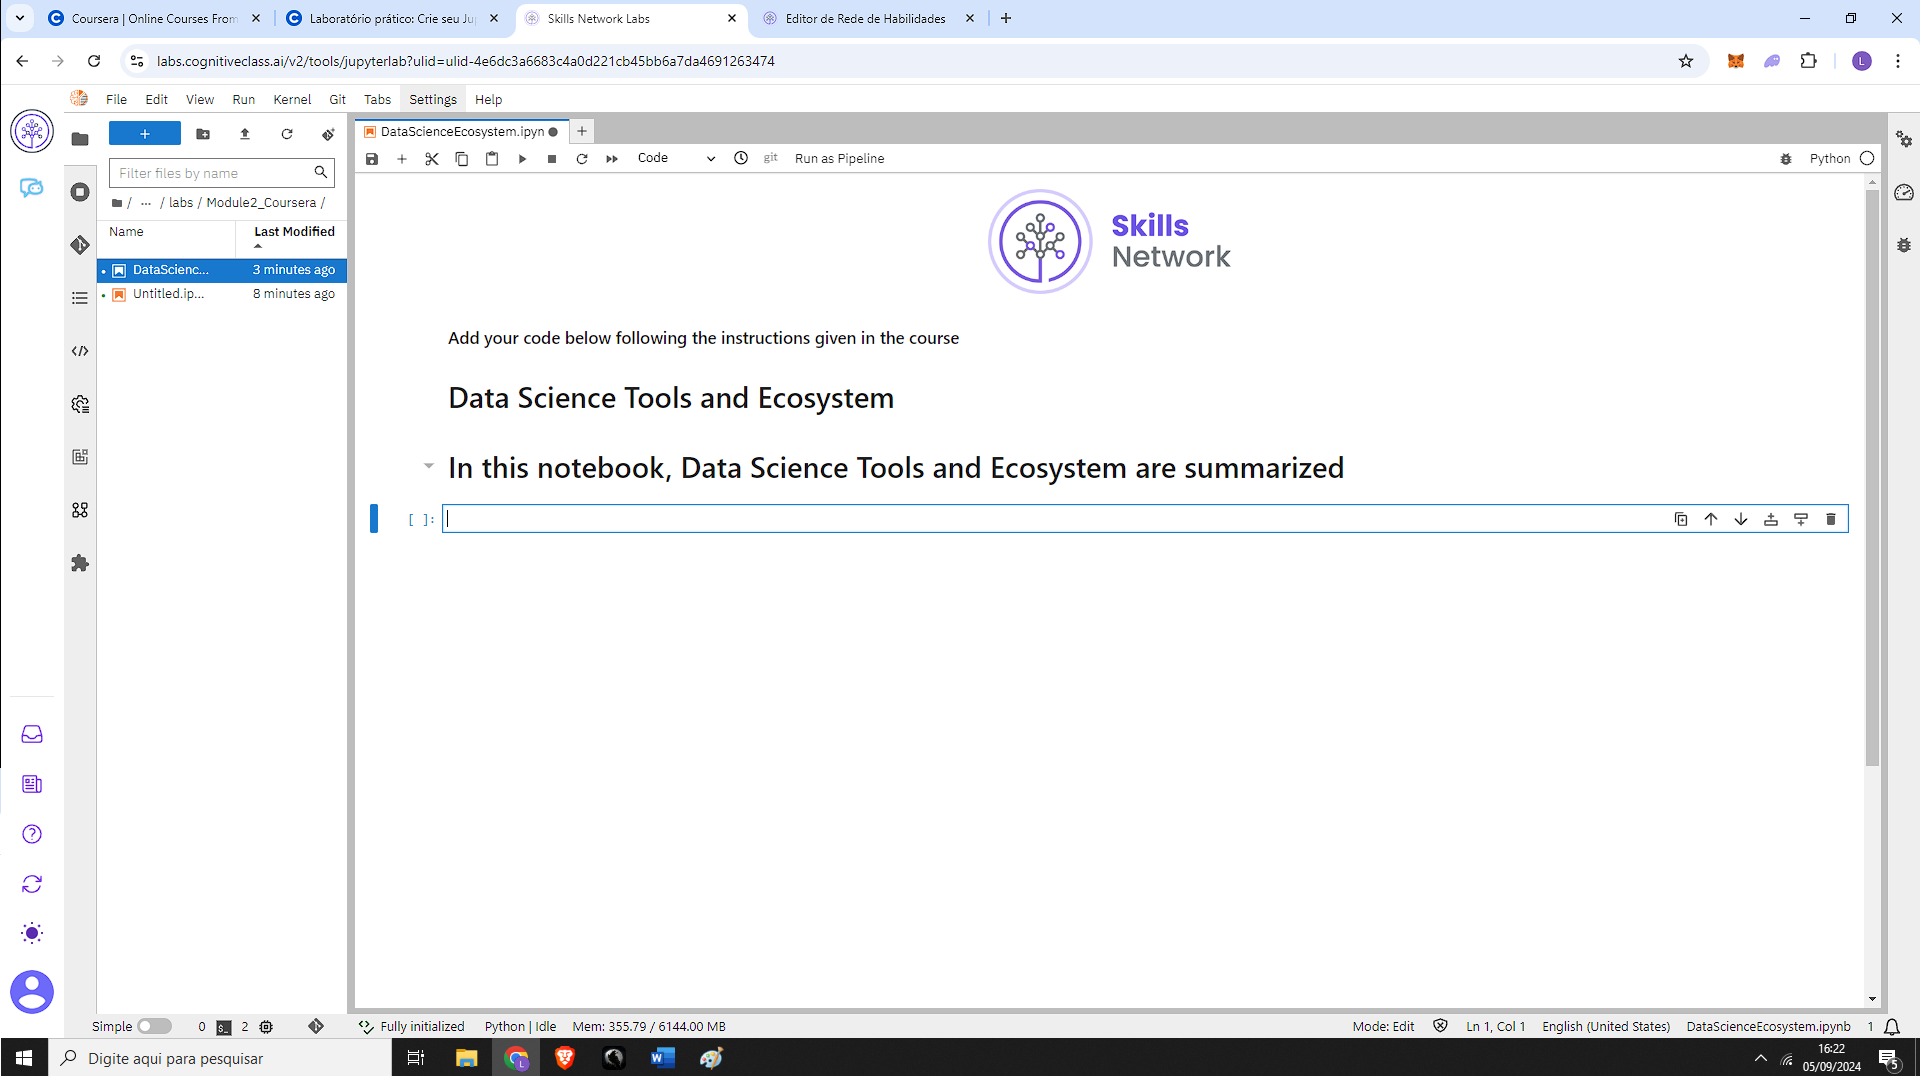 Coursera | Online Courses From
Laboratório prático: Crie seu Ju
Skills Network Labs
Editor de Rede de Habilidades
labs.cognitiveclass.ai/v2/tools/jupyterlab?ulid=ulid-4e6dc3a6683c4a0d221cb45bb6a7da4691263474
L
File Edit View Run Kernel Git Tabs Settings Help
DataScienceEcosystem.ipyn
Code
git
Run as Pipeline
Python
Filter files by name
/ ... / labs / Module2_Coursera /
Name Last Modified
DataScienc... 3 minutes ago
Untitled.ip... 8 minutes ago
Skills
Network
Add your code below following the instructions given in the course
Data Science Tools and Ecosystem
In this notebook, Data Science Tools and Ecosystem are summarized
[ ]:
Simple 0 2 Fully initialized Python | Idle Mem: 355.79 / 6144.00 MB Mode: Edit Ln 1, Col 1 English (United States) DataScienceEcosystem.ipynb 1
Digite aqui para pesquisar
16:22
05/09/2024
5